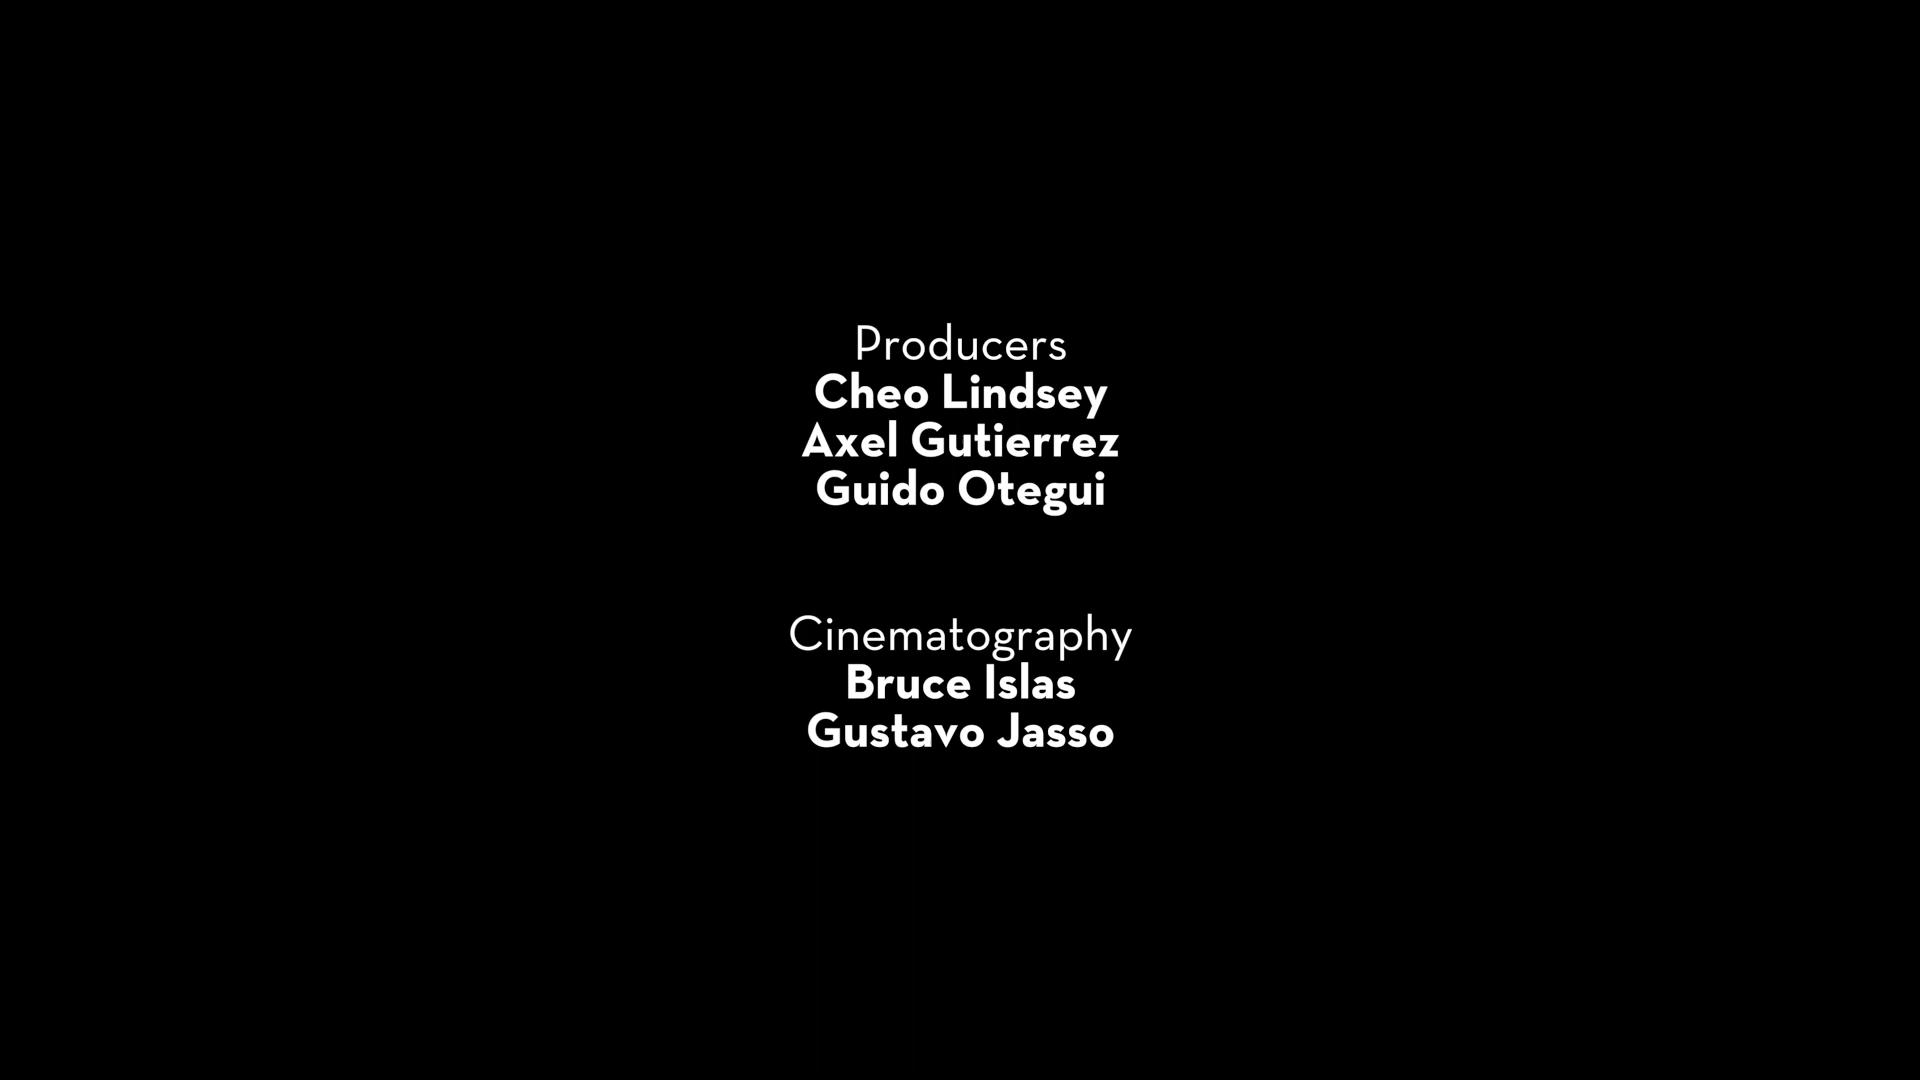 Producers
Cheo Lindsey
Axel Gutierrez
Guido Otegui
Cinematography
Bruce Islas
Gustavo Jasso